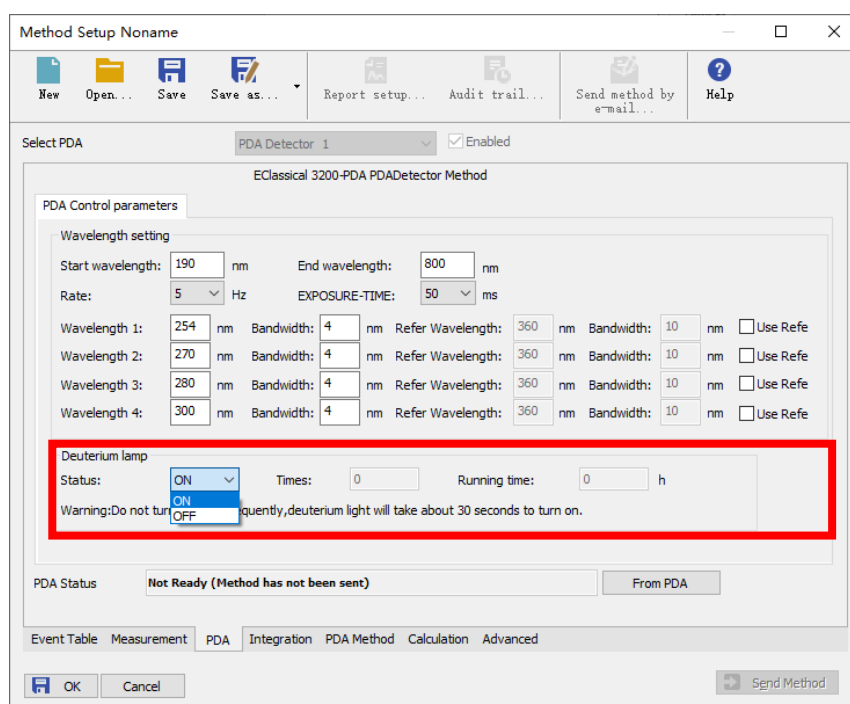 Method Setup Noname
New Open... Save Save as... Report setup... Audit trail... Send method by e-mail... Help
Select PDA PDA Detector 1 Enabled
EClassical 3200-PDA PDADetector Method
PDA Control parameters
Wavelength setting
Start wavelength: 190 nm End wavelength: 800 nm
Rate: 5 Hz EXPOSURE-TIME: 50 ms
Wavelength 1: 254 nm Bandwidth: 4 nm Refer Wavelength: 360 nm Bandwidth: 10 nm Use Refe
Wavelength 2: 270 nm Bandwidth: 4 nm Refer Wavelength: 360 nm Bandwidth: 10 nm Use Refe
Wavelength 3: 280 nm Bandwidth: 4 nm Refer Wavelength: 360 nm Bandwidth: 10 nm Use Refe
Wavelength 4: 300 nm Bandwidth: 4 nm Refer Wavelength: 360 nm Bandwidth: 10 nm Use Refe
Deuterium lamp
Status: ON Times: 0 Running time: 0 h
ON
OFF
Warning:Do not tur quently,deuterium light will take about 30 seconds to turn on.
PDA Status Not Ready (Method has not been sent) From PDA
Event Table Measurement PDA Integration PDA Method Calculation Advanced
OK Cancel Send Method